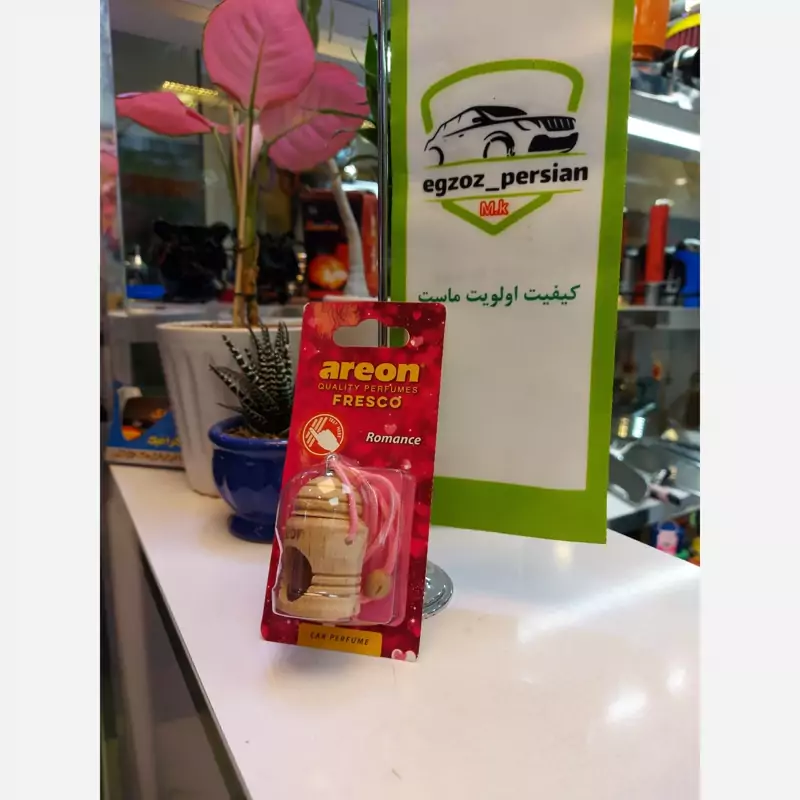 egzoz_persian
M.k
کیفیت اولویت ماست
areon
QUALITY PERFUMES
FRESCO
Romance
CAR PERFUME